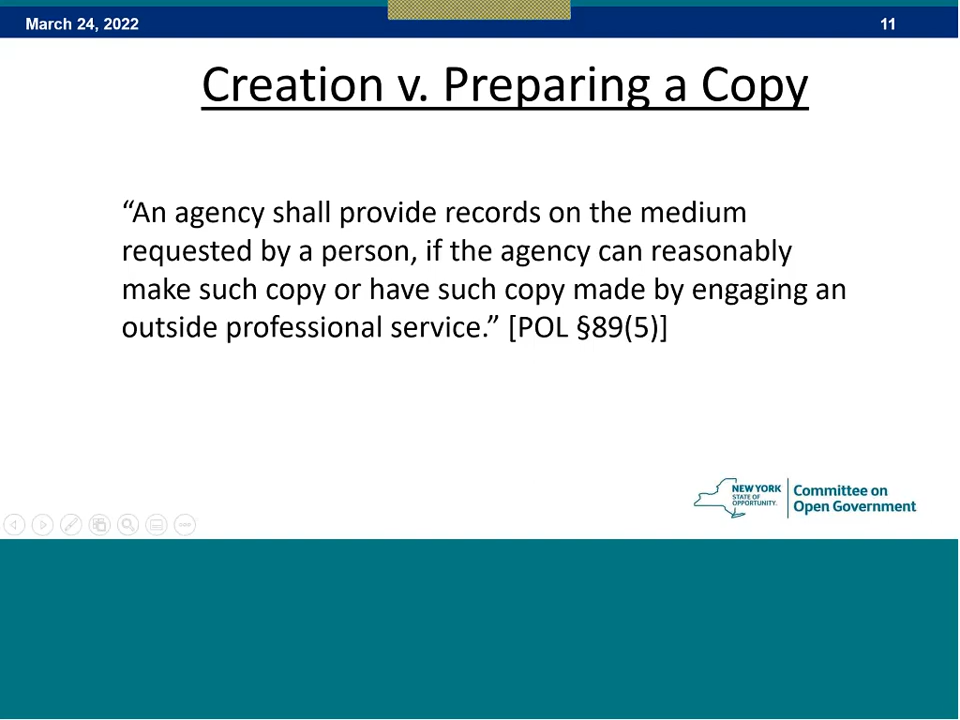 March 24, 2022
11
Creation v. Preparing a Copy
“An agency shall provide records on the medium
requested by a person, if the agency can reasonably
make such copy or have such copy made by engaging an
outside professional service.” [POL §89(5)]
NEW YORK
STATE OF
OPPORTUNITY.
Committee on
Open Government